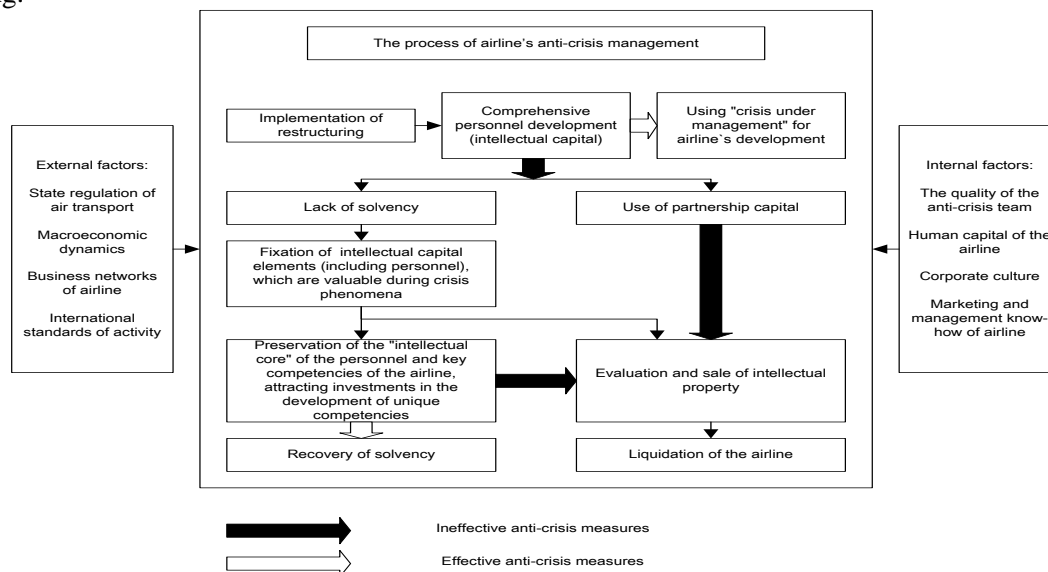 g.
The process of airline's anti-crisis management
Implementation of
restructuring
Comprehensive
personnel development
(intellectual capital)
Using "crisis under
management" for
airline`s development
External factors:
State regulation of
air transport
Macroeconomic
dynamics
Business networks
of airline
International
standards of activity
Internal factors:
The quality of the
anti-crisis team
Human capital of the
airline
Corporate culture
Marketing and
management know-
how of airline
Lack of solvency
Use of partnership capital
Fixation of intellectual capital
elements (including personnel),
which are valuable during crisis
phenomena
Preservation of the "intellectual
core" of the personnel and key
competencies of the airline,
attracting investments in the
development of unique
competencies
Evaluation and sale of intellectual
property
Recovery of solvency
Liquidation of the airline
Ineffective anti-crisis measures
Effective anti-crisis measures